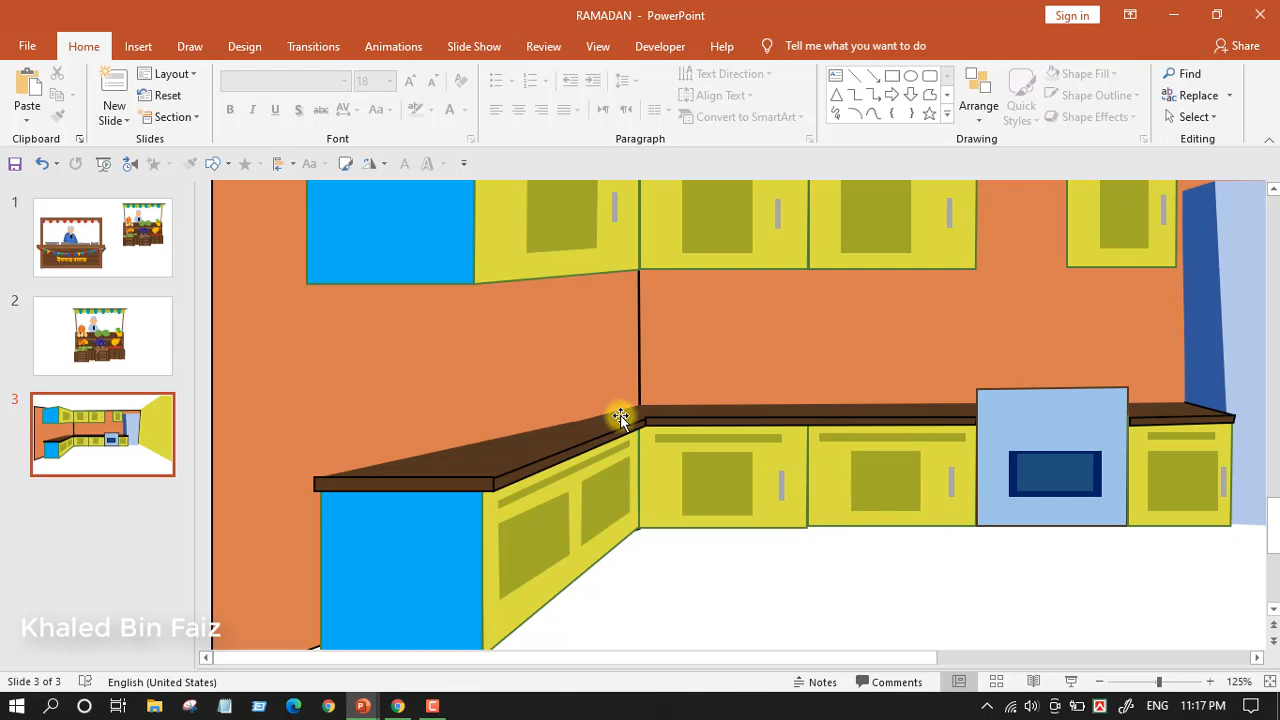 RAMADAN - PowerPoint
Sign in
File Home Insert Draw Design Transitions Animations Slide Show Review View Developer Help Tell me what you want to do Share
Paste
Clipboard
New Slide
Layout
Reset
Section
Slides
18
B I U S abc AV Aa A
Font
Text Direction
Align Text
Convert to SmartArt
Paragraph
Arrange
Quick Styles
Shape Fill
Shape Outline
Shape Effects
Drawing
Find
Replace
Select
Editing
1
2
3
Khaled Bin Faiz
Slide 3 of 3 English (United States) Notes Comments 125%
ENG 11:17 PM